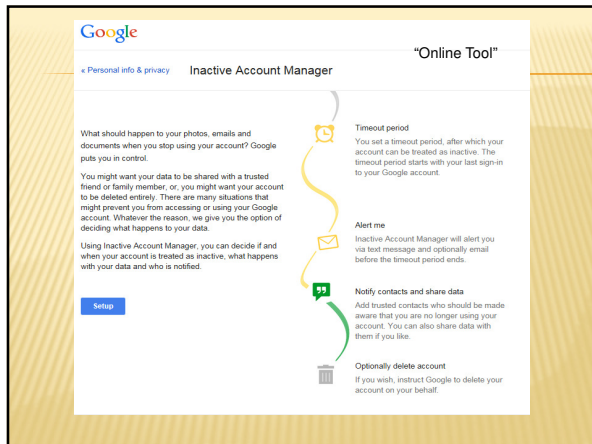 Google
“Online Tool”
« Personal info & privacy Inactive Account Manager
What should happen to your photos, emails and
documents when you stop using your account? Google
puts you in control.
You might want your data to be shared with a trusted
friend or family member, or, you might want your account
to be deleted entirely. There are many situations that
might prevent you from accessing or using your Google
account. Whatever the reason, we give you the option of
deciding what happens to your data.
Using Inactive Account Manager, you can decide if and
when your account is treated as inactive, what happens
with your data and who is notified.
Setup
Timeout period
You set a timeout period, after which your
account can be treated as inactive. The
timeout period starts with your last sign-in
to your Google account.
Alert me
Inactive Account Manager will alert you
via text message and optionally email
before the timeout period ends.
Notify contacts and share data
Add trusted contacts who should be made
aware that you are no longer using your
account. You can also share data with
them if you like.
Optionally delete account
If you wish, instruct Google to delete your
account on your behalf.